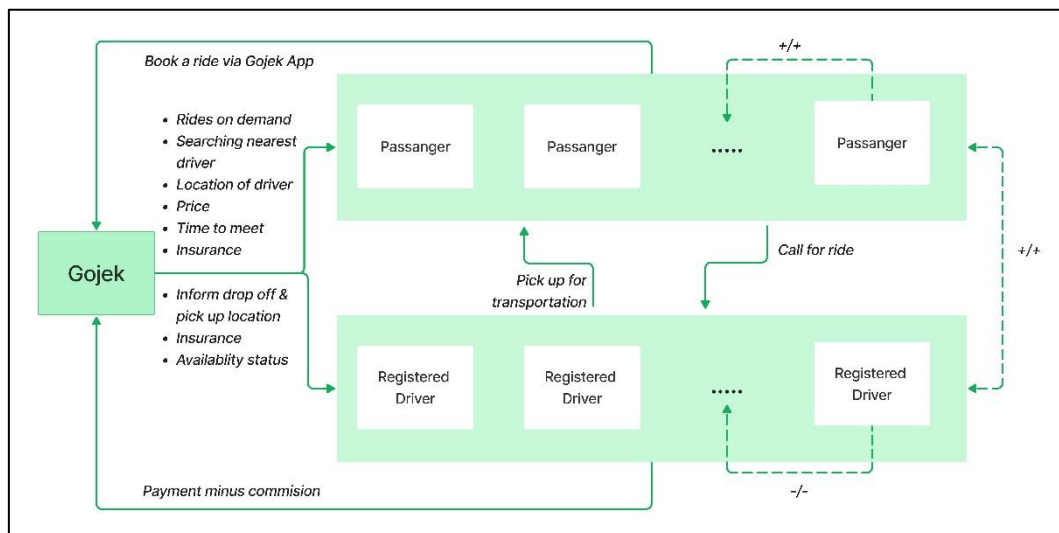 Book a ride via Gojek App
+/+
• Rides on demand
• Searching nearest
driver
• Location of driver
• Price
• Time to meet
• Insurance
Passanger
Passanger
.....
Passanger
Gojek
Pick up for
transportation
Call for ride
+/+
• Inform drop off &
pick up location
• Insurance
• Availablity status
Registered
Driver
Registered
Driver
.....
Registered
Driver
Payment minus commision
-/-